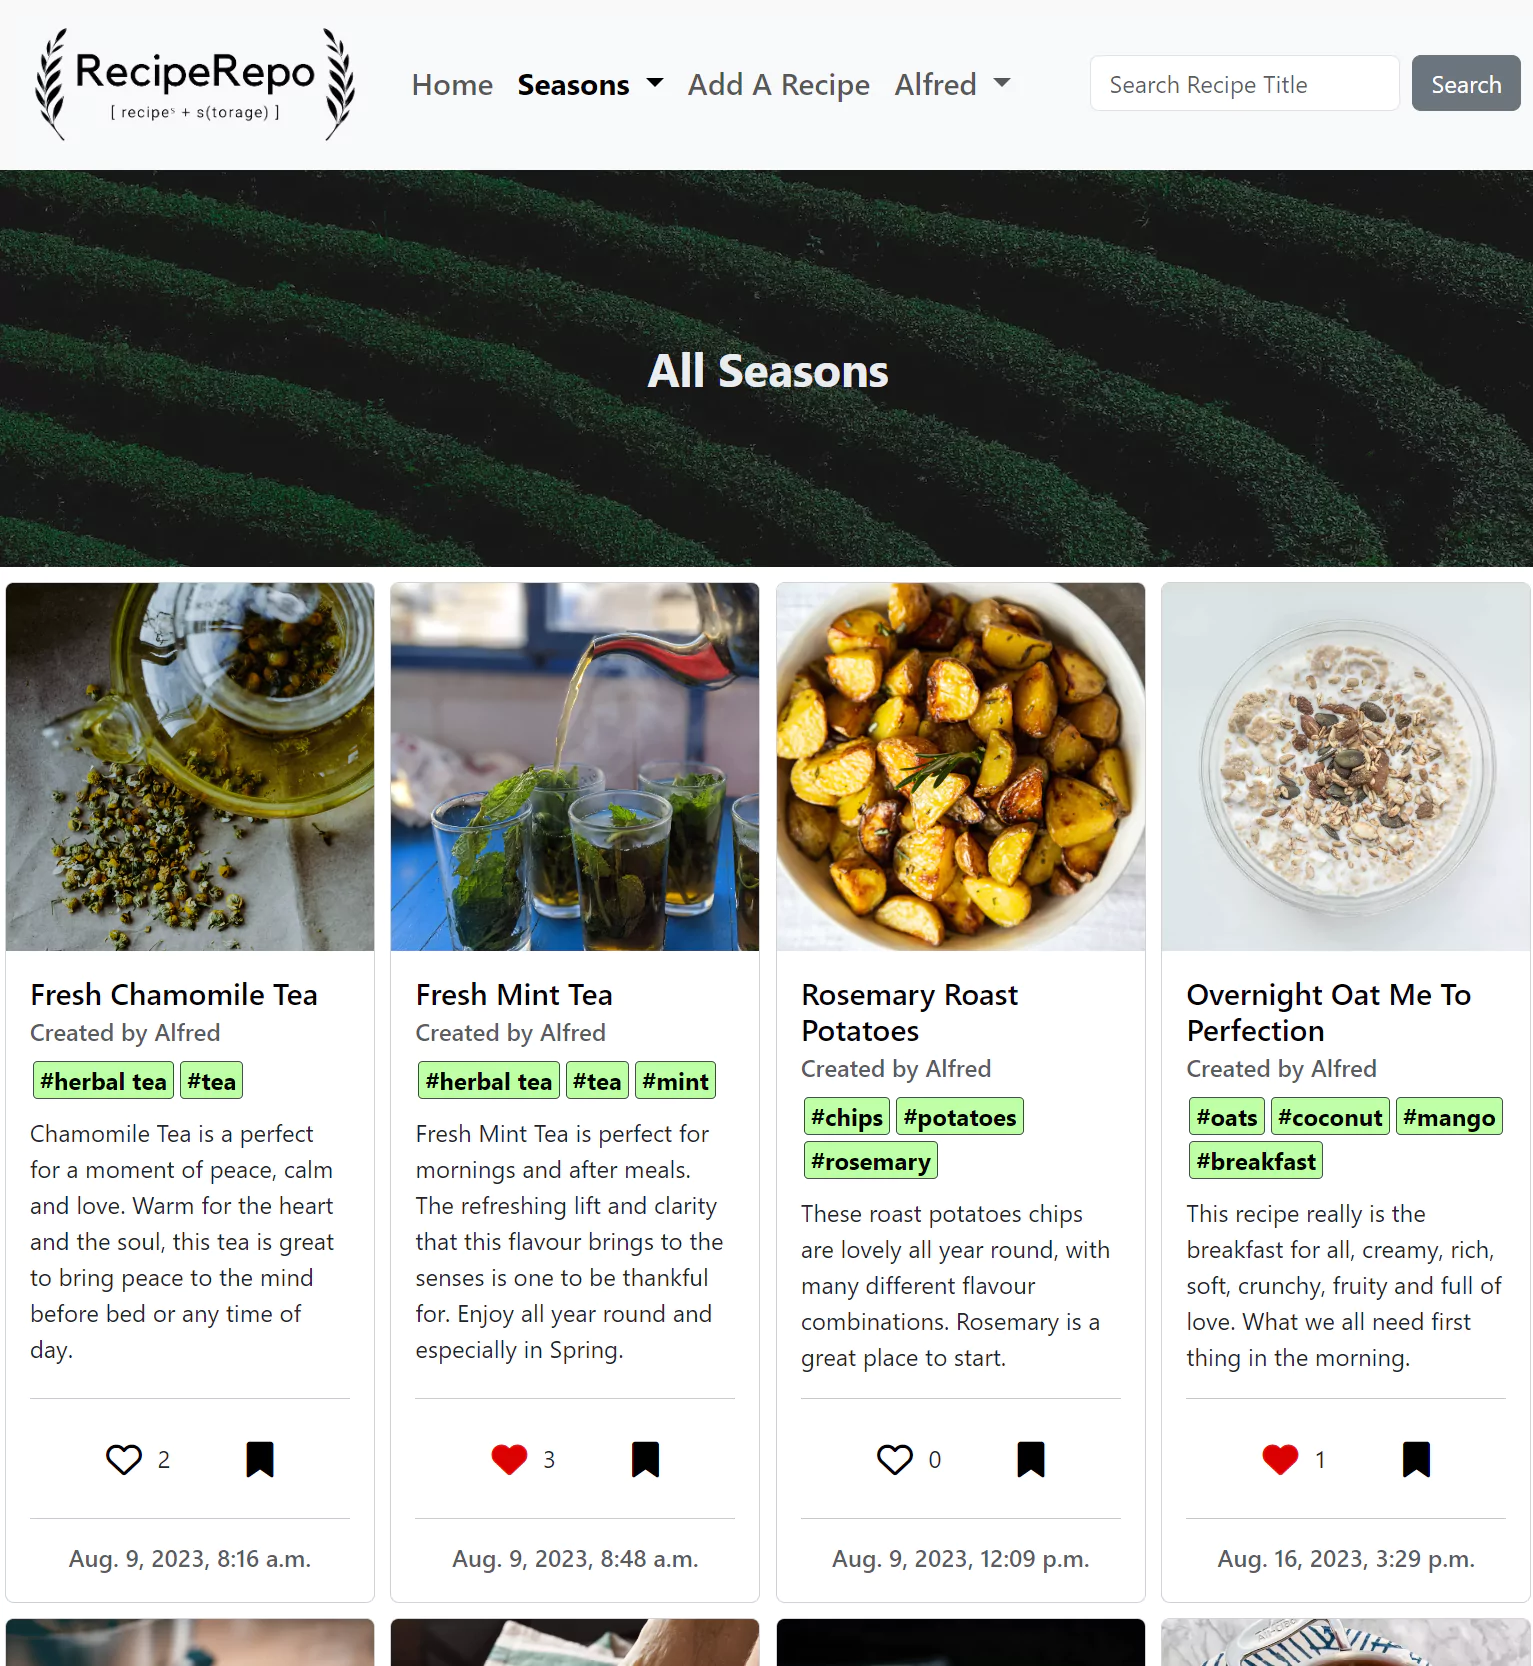 RecipeRepo
[ recipeˢ + s(torage) ]
Home Seasons Add A Recipe Alfred
Search Recipe Title
Search
All Seasons
Fresh Chamomile Tea
Created by Alfred
#herbal tea #tea
Chamomile Tea is a perfect
for a moment of peace, calm
and love. Warm for the heart
and the soul, this tea is great
to bring peace to the mind
before bed or any time of
day.
2
Aug. 9, 2023, 8:16 a.m.
Fresh Mint Tea
Created by Alfred
#herbal tea #tea #mint
Fresh Mint Tea is perfect for
mornings and after meals.
The refreshing lift and clarity
that this flavour brings to the
senses is one to be thankful
for. Enjoy all year round and
especially in Spring.
3
Aug. 9, 2023, 8:48 a.m.
Rosemary Roast
Potatoes
Created by Alfred
#chips #potatoes
#rosemary
These roast potatoes chips
are lovely all year round, with
many different flavour
combinations. Rosemary is a
great place to start.
0
Aug. 9, 2023, 12:09 p.m.
Overnight Oat Me To
Perfection
Created by Alfred
#oats #coconut #mango
#breakfast
This recipe really is the
breakfast for all, creamy, rich,
soft, crunchy, fruity and full of
love. What we all need first
thing in the morning.
1
Aug. 16, 2023, 3:29 p.m.